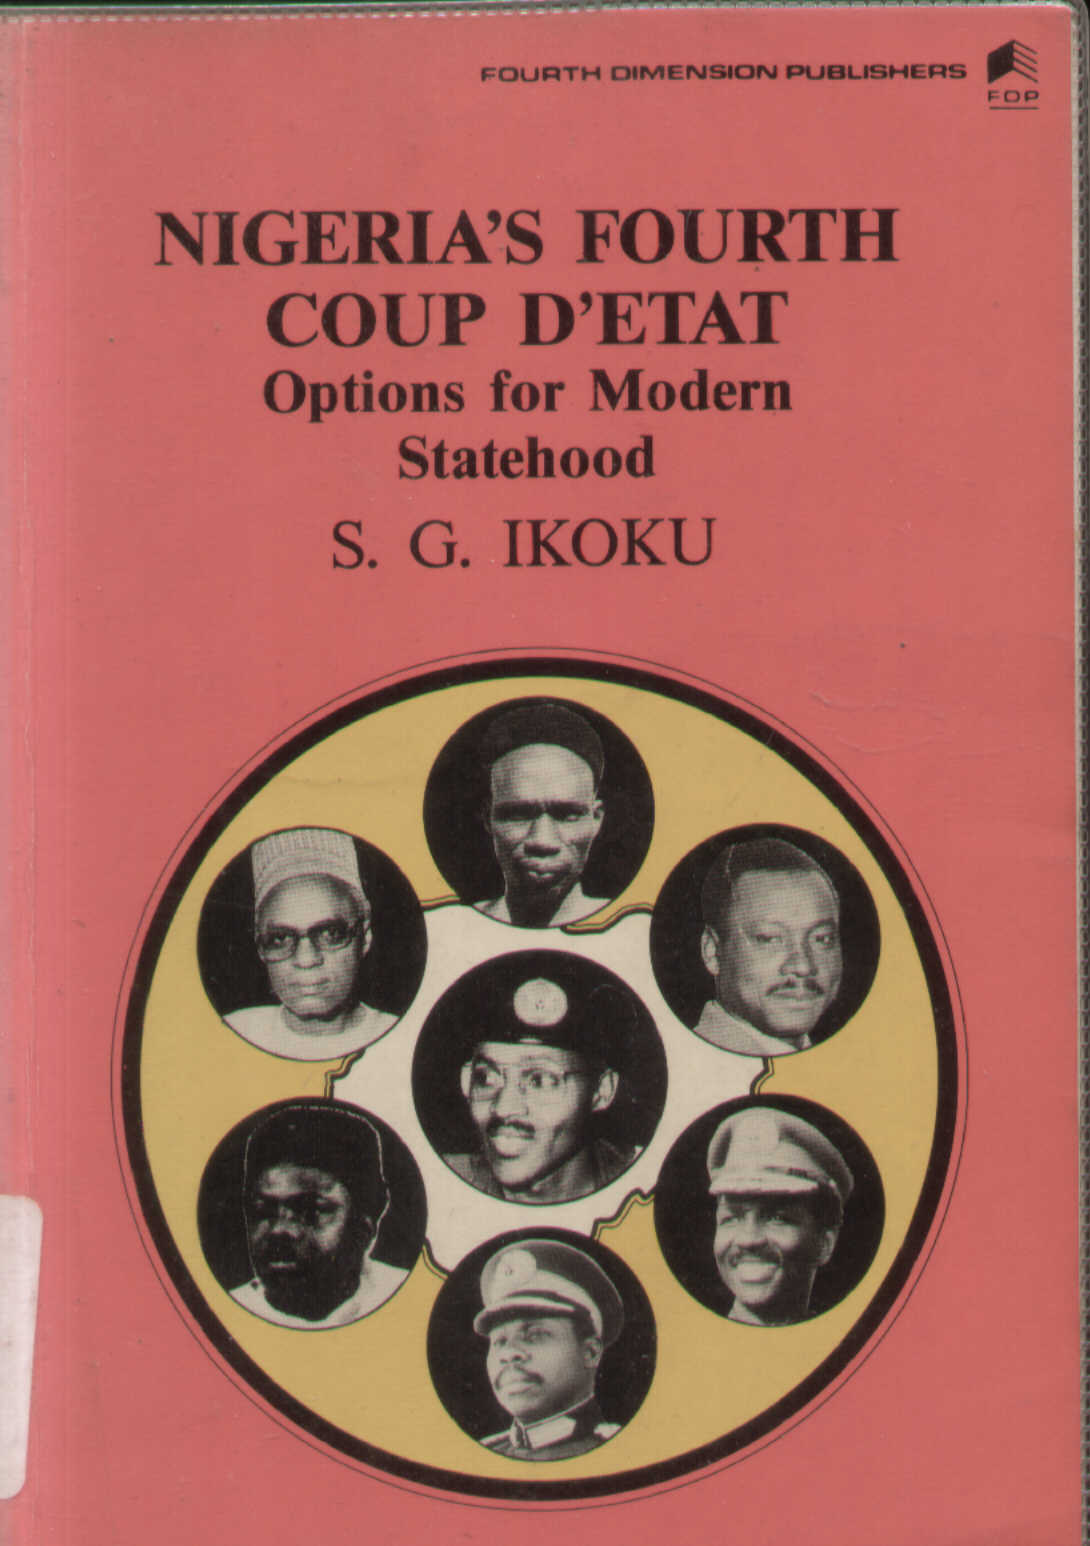 FOURTH DIMENSION PUBLISHERS
FDP
NIGERIA'S FOURTH
COUP D'ETAT
Options for Modern
Statehood
S. G. IKOKU